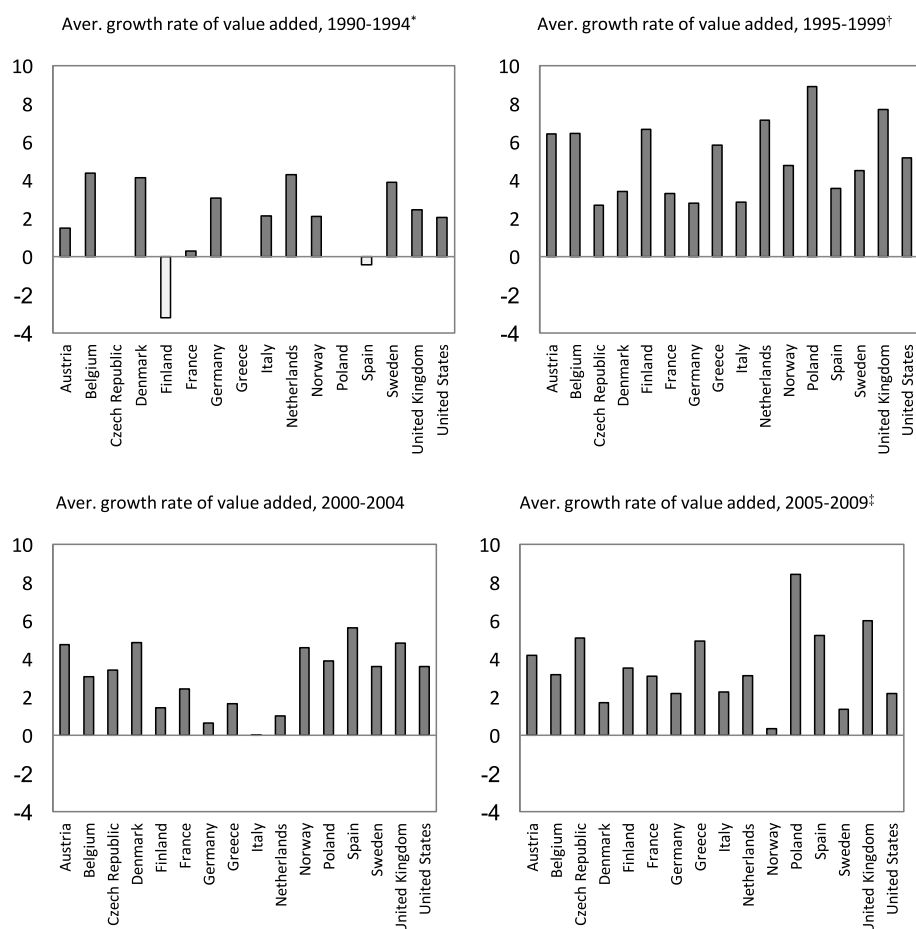 Aver. growth rate of value added, 1990-1994*
10
8
6
4
2
0
-2
-4
Austria
Belgium
Czech Republic
Denmark
Finland
France
Germany
Greece
Italy
Netherlands
Norway
Poland
Spain
Sweden
United Kingdom
United States
Aver. growth rate of value added, 1995-1999†
10
8
6
4
2
0
-2
-4
Austria
Belgium
Czech Republic
Denmark
Finland
France
Germany
Greece
Italy
Netherlands
Norway
Poland
Spain
Sweden
United Kingdom
United States
Aver. growth rate of value added, 2000-2004
10
8
6
4
2
0
-2
-4
Austria
Belgium
Czech Republic
Denmark
Finland
France
Germany
Greece
Italy
Netherlands
Norway
Poland
Spain
Sweden
United Kingdom
United States
Aver. growth rate of value added, 2005-2009‡
10
8
6
4
2
0
-2
-4
Austria
Belgium
Czech Republic
Denmark
Finland
France
Germany
Greece
Italy
Netherlands
Norway
Poland
Spain
Sweden
United Kingdom
United States